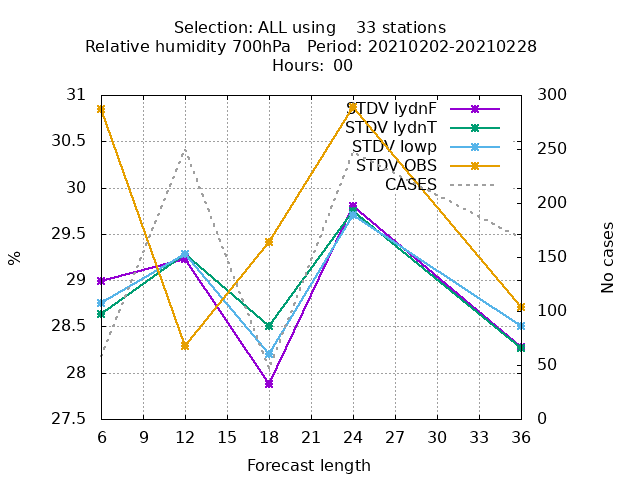 Selection: ALL using    33 stations
Relative humidity 700hPa   Period: 20210202-20210228
Hours:  00
STDV lydnF
STDV lydnT
STDV lowp
STDV OBS
CASES
31
30.5
30
29.5
29
28.5
28
27.5
%
300
250
200
150
100
50
0
No cases
6 9 12 15 18 21 24 27 30 33 36
Forecast length